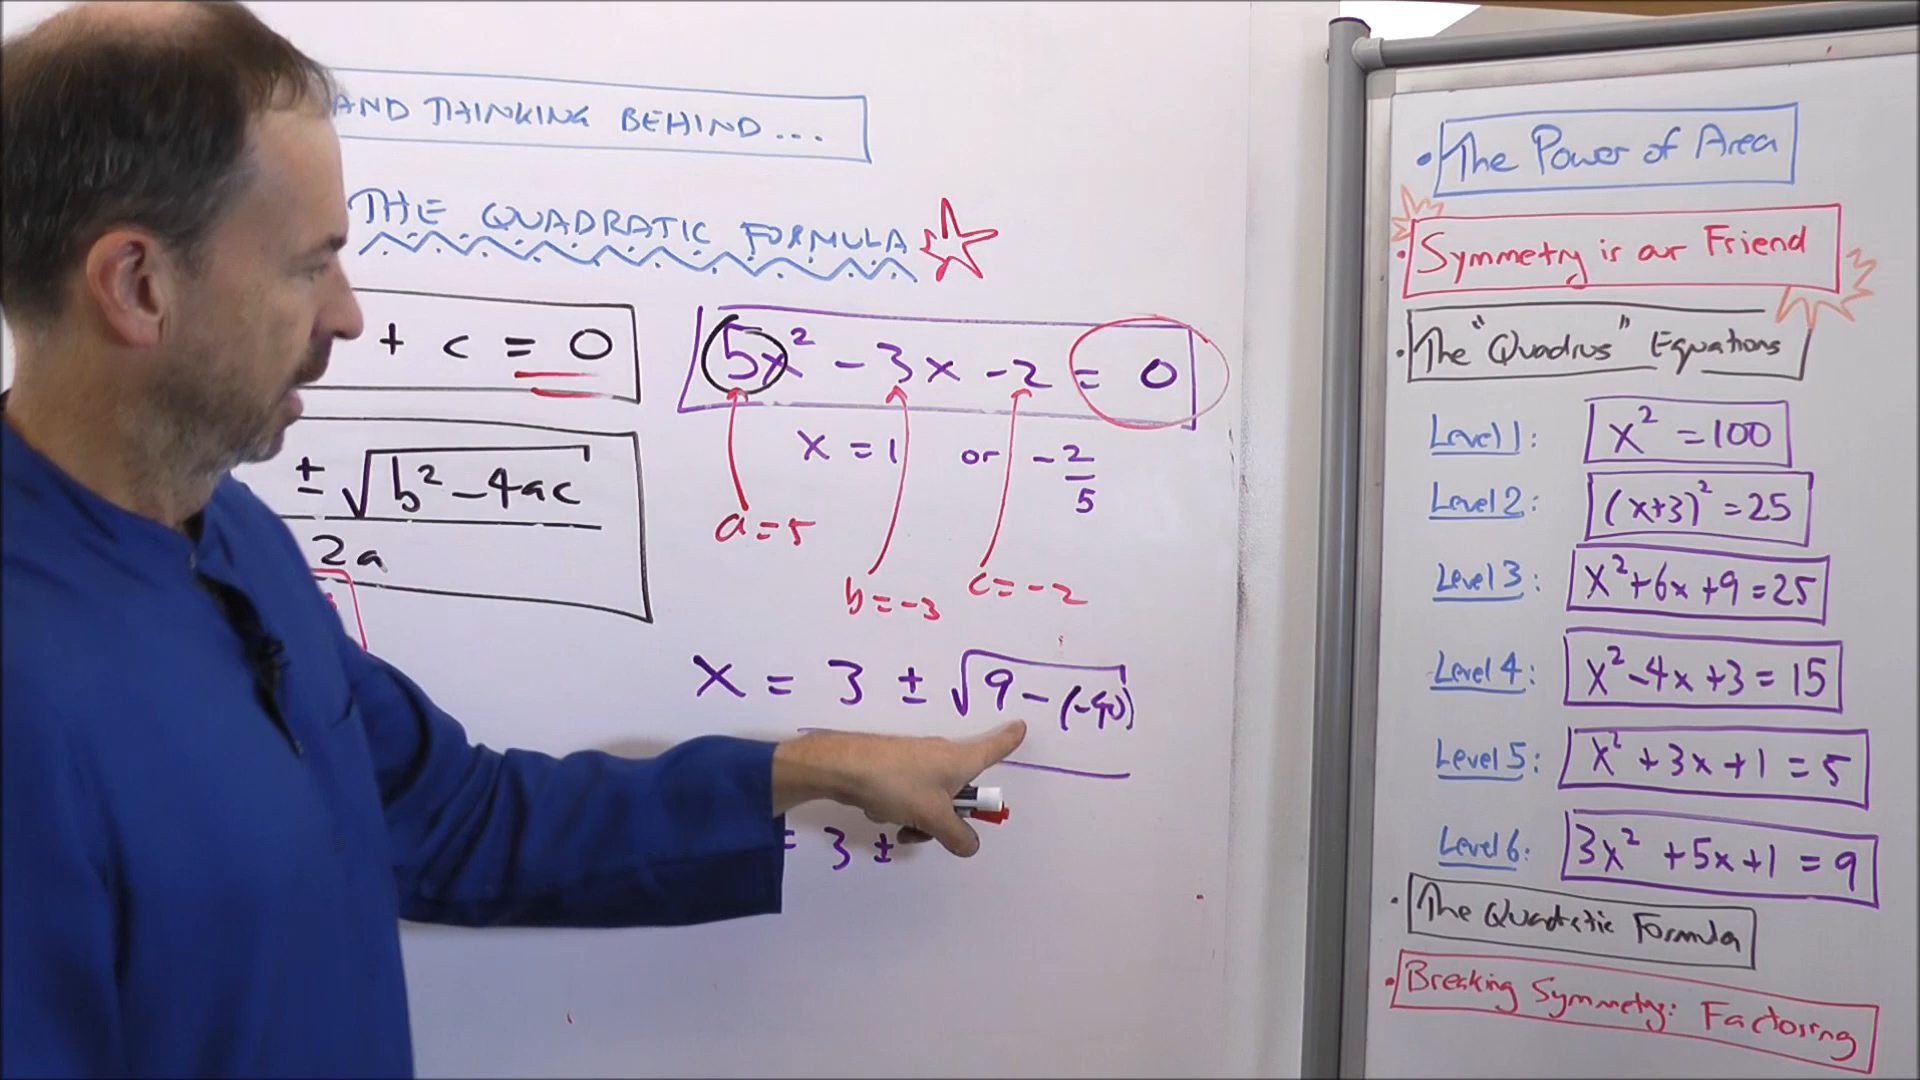 AND THINKING BEHIND...
THE QUADRATIC FORMULA
+ c = 0
± √b² - 4ac
2a
5x² - 3x - 2 = 0
x = 1 or -2/5
a = 5
b = -3
c = -2
x = 3 ± √9 - (-40)
= 3 ±
• The Power of Area
• Symmetry is our Friend
• The "Quadrus" Equations
Level 1: x² = 100
Level 2: (x+3)² = 25
Level 3: x² + 6x + 9 = 25
Level 4: x² - 4x + 3 = 15
Level 5: x² + 3x + 1 = 5
Level 6: 3x² + 5x + 1 = 9
• The Quadratic Formula
• Breaking Symmetry: Factoring